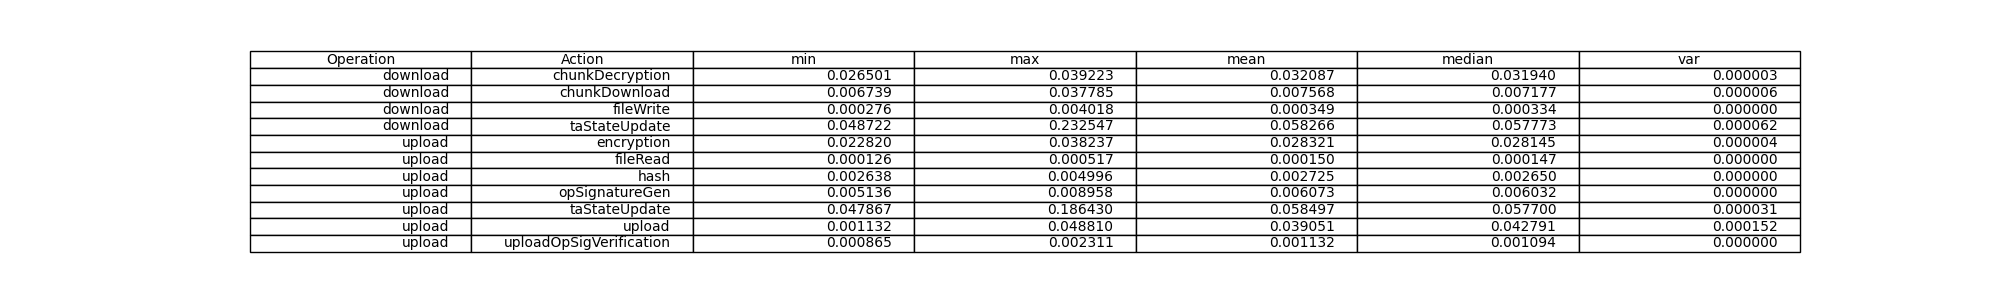 Operation Action min max mean median var
download chunkDecryption 0.026501 0.039223 0.032087 0.031940 0.000003
download chunkDownload 0.006739 0.037785 0.007568 0.007177 0.000006
download fileWrite 0.000276 0.004018 0.000349 0.000334 0.000000
download taStateUpdate 0.048722 0.232547 0.058266 0.057773 0.000062
upload encryption 0.022820 0.038237 0.028321 0.028145 0.000004
upload fileRead 0.000126 0.000517 0.000150 0.000147 0.000000
upload hash 0.002638 0.004996 0.002725 0.002650 0.000000
upload opSignatureGen 0.005136 0.008958 0.006073 0.006032 0.000000
upload taStateUpdate 0.047867 0.186430 0.058497 0.057700 0.000031
upload upload 0.001132 0.048810 0.039051 0.042791 0.000152
upload uploadOpSigVerification 0.000865 0.002311 0.001132 0.001094 0.000000